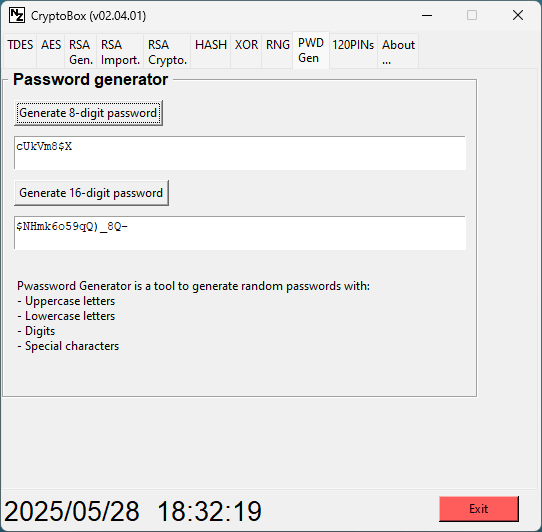 NZ CryptoBox (v02.04.01)
TDES AES RSA Gen. RSA Import. RSA Crypto. HASH XOR RNG PWD Gen 120PINs About ...
Password generator
Generate 8-digit password
cUkVm8$X
Generate 16-digit password
$NHmk6o59qQ)_8Q-
Pwassword Generator is a tool to generate random passwords with:
- Uppercase letters
- Lowercase letters
- Digits
- Special characters
2025/05/28 18:32:19
Exit